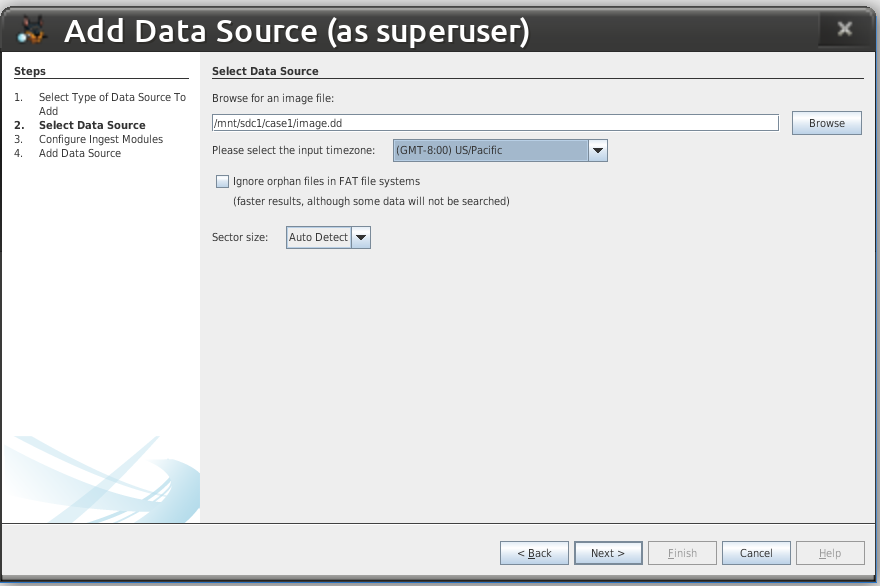 Add Data Source (as superuser)
Steps
1. Select Type of Data Source To
Add
2. Select Data Source
3. Configure Ingest Modules
4. Add Data Source
Select Data Source
Browse for an image file:
/mnt/sdc1/case1/image.dd
Browse
Please select the input timezone: (GMT-8:00) US/Pacific
Ignore orphan files in FAT file systems
(faster results, although some data will not be searched)
Sector size: Auto Detect
< Back Next > Finish Cancel Help